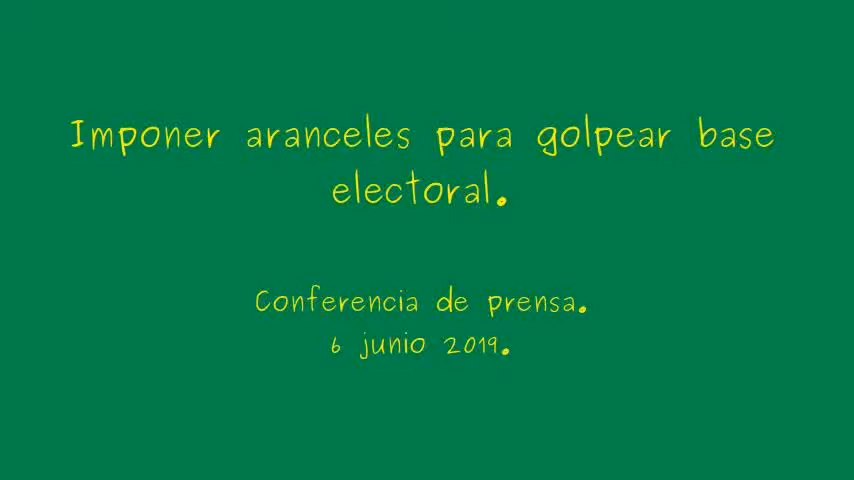 Imponer aranceles para golpear base
electoral.
Conferencia de prensa.
6 junio 2019.